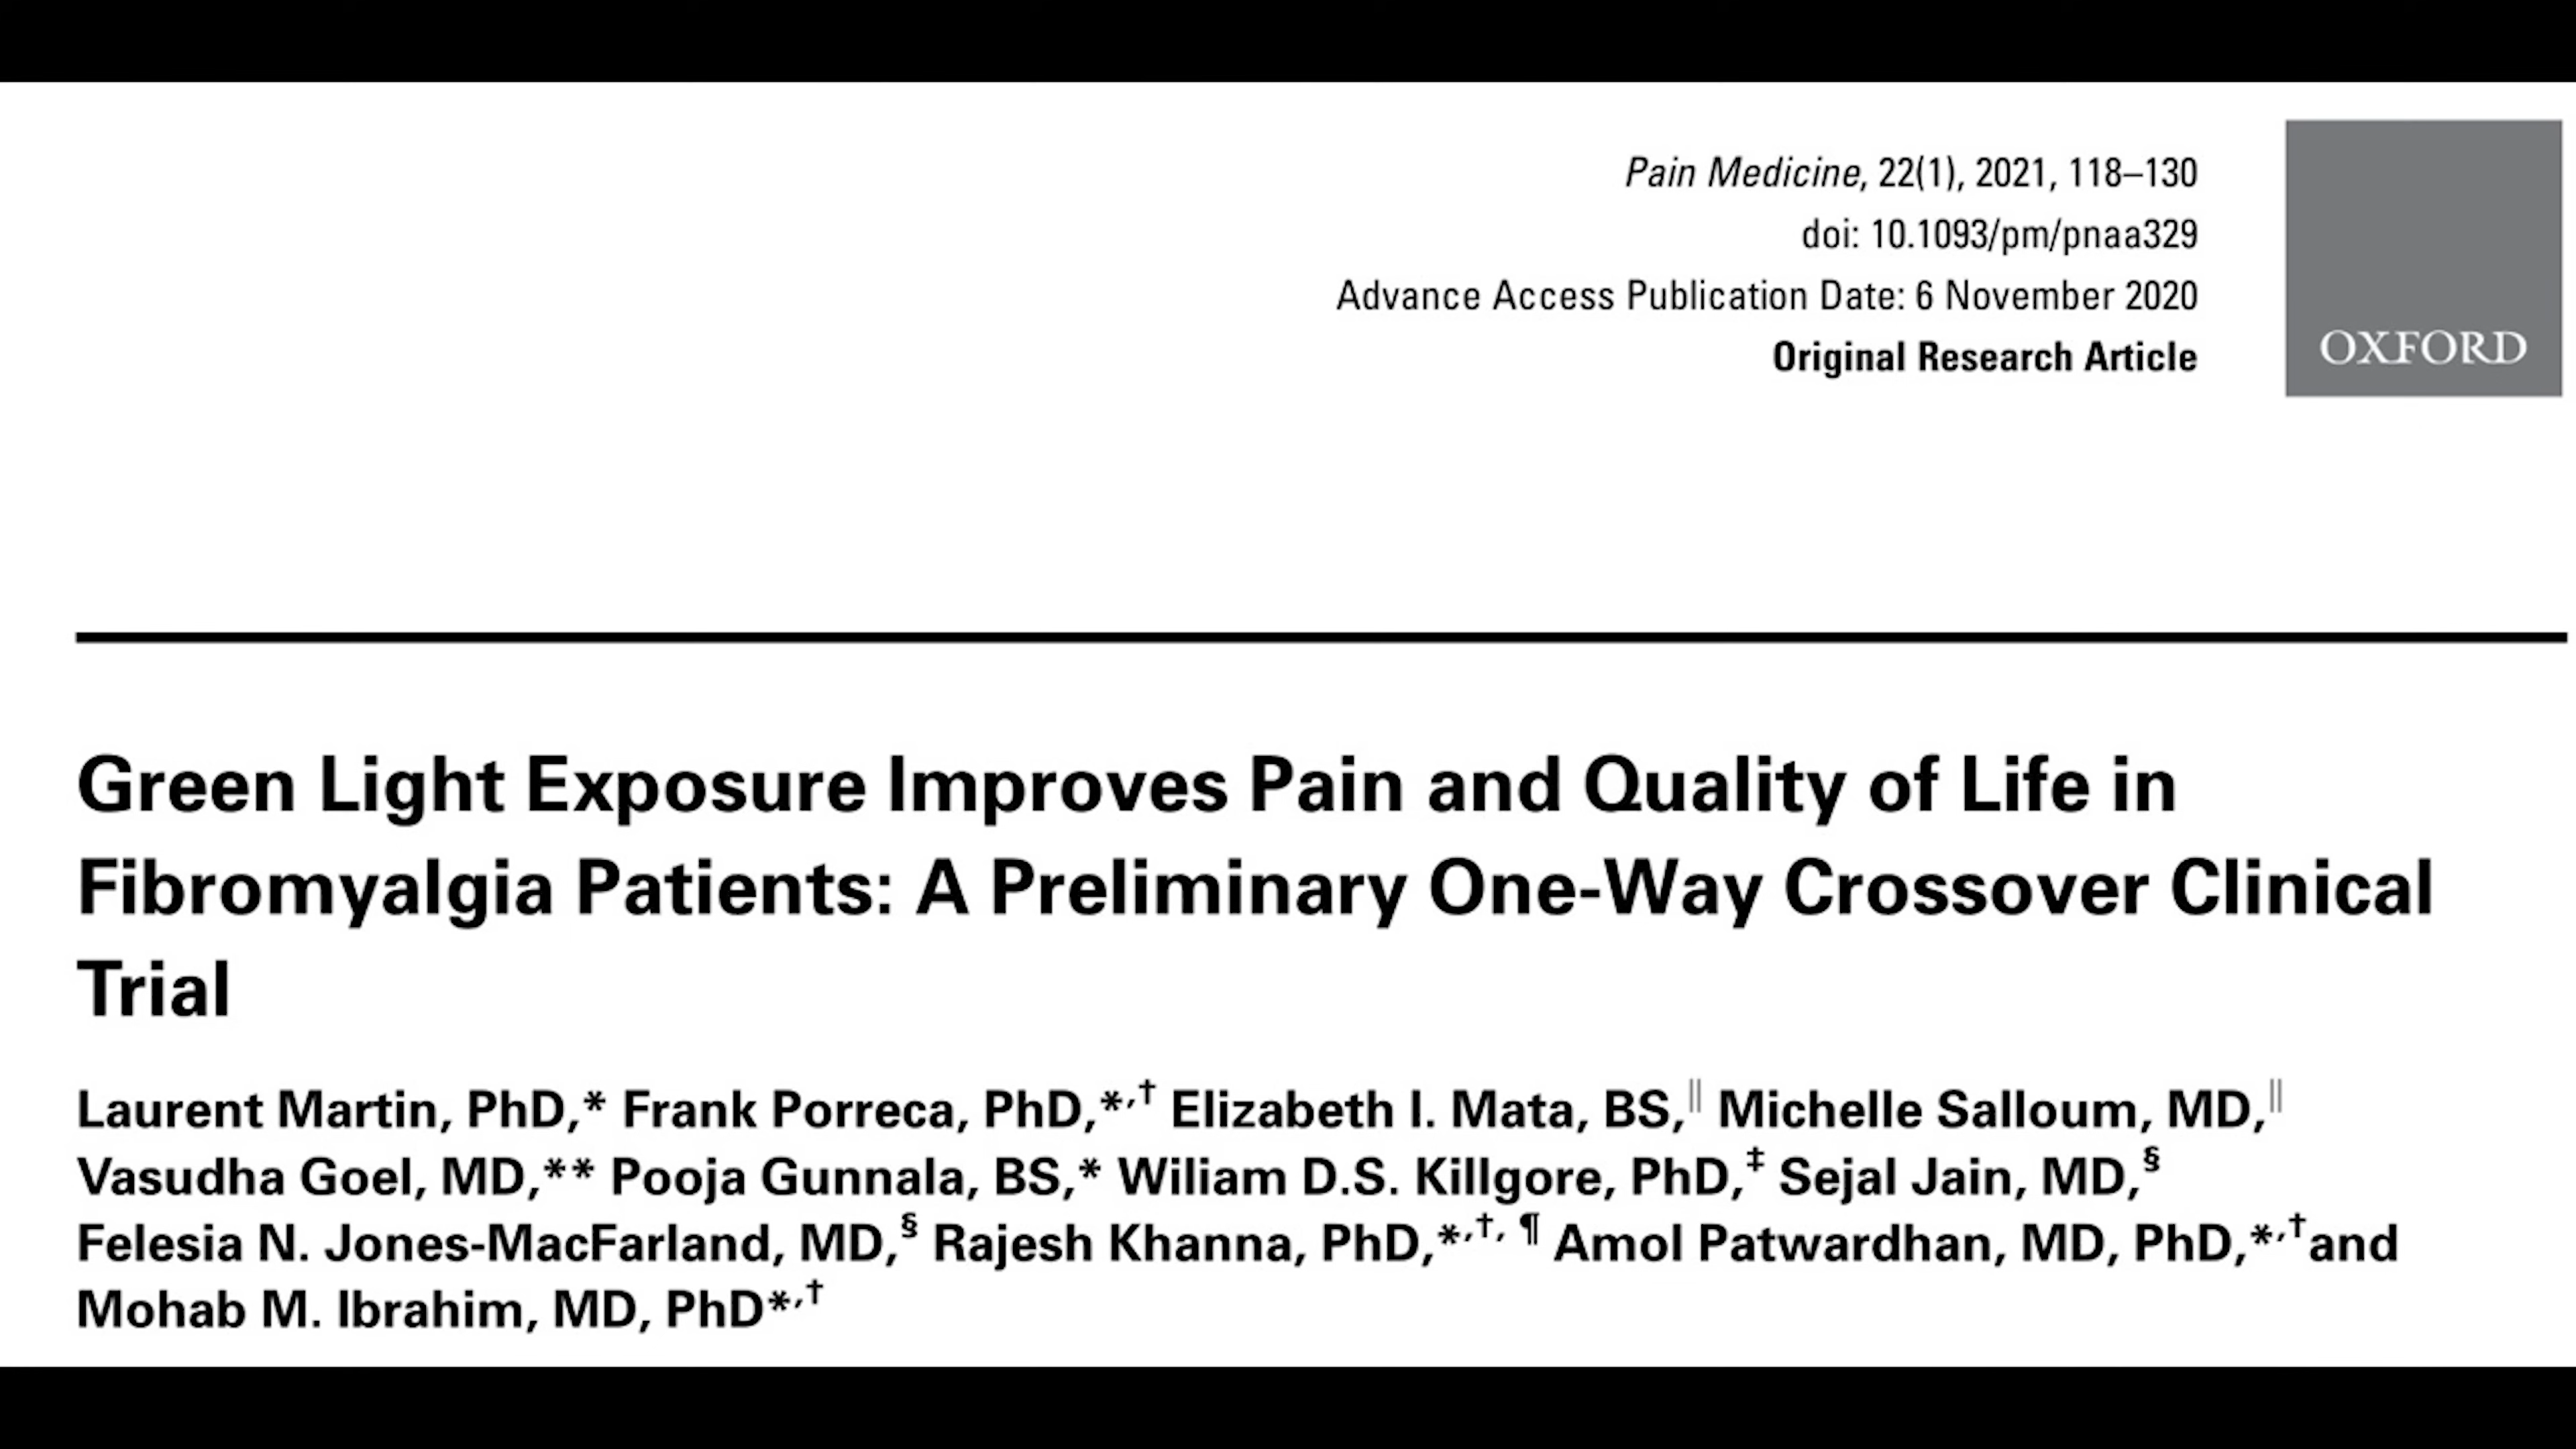 Pain Medicine, 22(1), 2021, 118–130
doi: 10.1093/pm/pnaa329
Advance Access Publication Date: 6 November 2020
Original Research Article
OXFORD
Green Light Exposure Improves Pain and Quality of Life in
Fibromyalgia Patients: A Preliminary One-Way Crossover Clinical
Trial
Laurent Martin, PhD,* Frank Porreca, PhD,*,† Elizabeth I. Mata, BS,‖ Michelle Salloum, MD,‖
Vasudha Goel, MD,** Pooja Gunnala, BS,* Wiliam D.S. Killgore, PhD,‡ Sejal Jain, MD,§
Felesia N. Jones-MacFarland, MD,§ Rajesh Khanna, PhD,*,†, ¶ Amol Patwardhan, MD, PhD,*,†and
Mohab M. Ibrahim, MD, PhD*,†